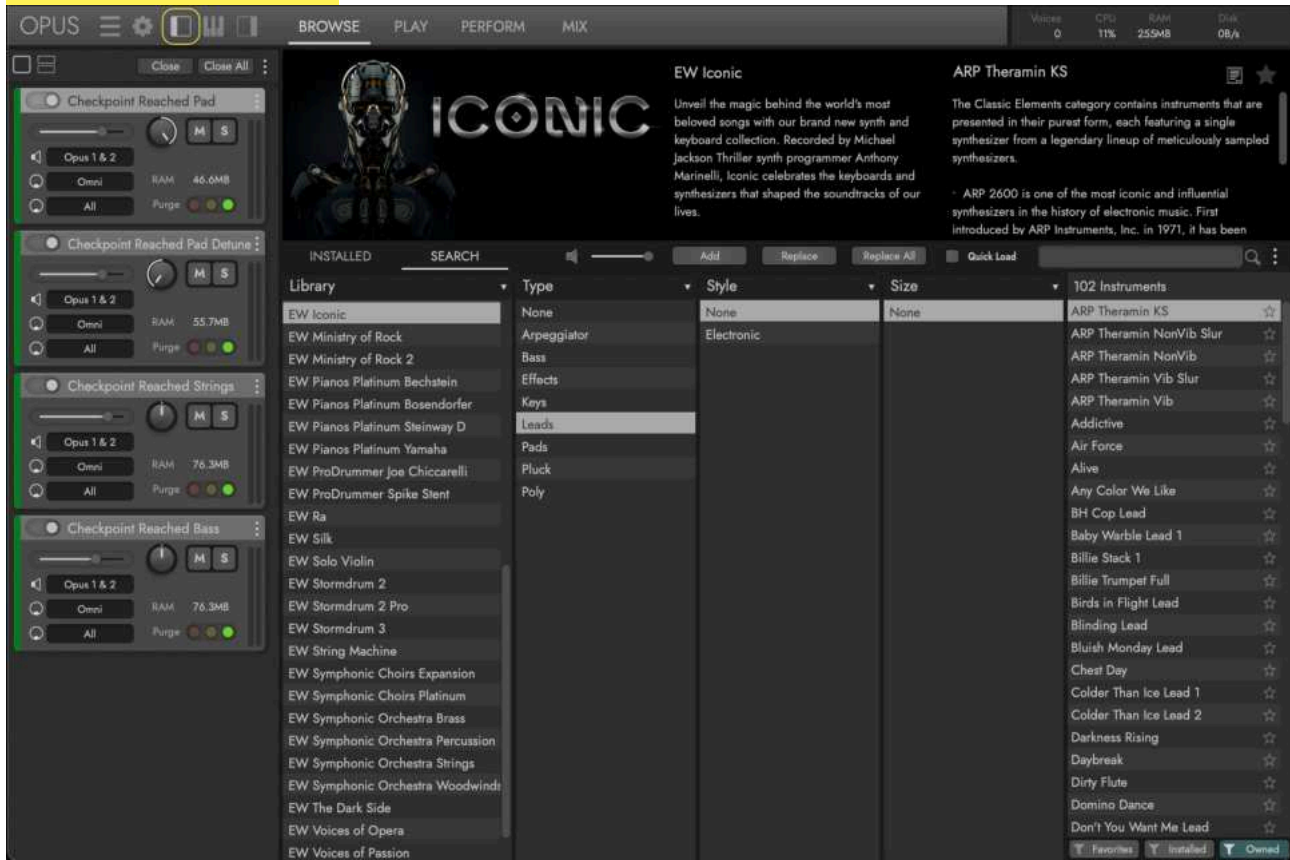 OPUS
BROWSE PLAY PERFORM MIX
Voices CPU RAM Disk
0 11% 255MB 0B/s
Close Close All
Checkpoint Reached Pad
M S
Opus 1 & 2
Omni RAM 46.6MB
All Purge
Checkpoint Reached Pad Detune
M S
Opus 1 & 2
Omni RAM 55.7MB
All Purge
Checkpoint Reached Strings
M S
Opus 1 & 2
Omni RAM 76.3MB
All Purge
Checkpoint Reached Bass
M S
Opus 1 & 2
Omni RAM 76.3MB
All Purge
ICONIC
EW Iconic
Unveil the magic behind the world's most
beloved songs with our brand new synth and
keyboard collection. Recorded by Michael
Jackson Thriller synth programmer Anthony
Marinelli, Iconic celebrates the keyboards and
synthesizers that shaped the soundtracks of our
lives.
ARP Theramin KS
The Classic Elements category contains instruments that are
presented in their purest form, each featuring a single
synthesizer from a legendary lineup of meticulously sampled
synthesizers.
· ARP 2600 is one of the most iconic and influential
synthesizers in the history of electronic music. First
introduced by ARP Instruments, Inc. in 1971, it has been
INSTALLED SEARCH
Add Replace Replace All Quick Load
Library
EW Iconic
EW Ministry of Rock
EW Ministry of Rock 2
EW Pianos Platinum Bechstein
EW Pianos Platinum Bosendorfer
EW Pianos Platinum Steinway D
EW Pianos Platinum Yamaha
EW ProDrummer Joe Chiccarelli
EW ProDrummer Spike Stent
EW Ra
EW Silk
EW Solo Violin
EW Stormdrum 2
EW Stormdrum 2 Pro
EW Stormdrum 3
EW String Machine
EW Symphonic Choirs Expansion
EW Symphonic Choirs Platinum
EW Symphonic Orchestra Brass
EW Symphonic Orchestra Percussion
EW Symphonic Orchestra Strings
EW Symphonic Orchestra Woodwinds
EW The Dark Side
EW Voices of Opera
EW Voices of Passion
Type
None
Arpeggiator
Bass
Effects
Keys
Leads
Pads
Pluck
Poly
Style
None
Electronic
Size
None
102 Instruments
ARP Theramin KS
ARP Theramin NonVib Slur
ARP Theramin NonVib
ARP Theramin Vib Slur
ARP Theramin Vib
Addictive
Air Force
Alive
Any Color We Like
BH Cop Lead
Baby Warble Lead 1
Billie Stack 1
Billie Trumpet Full
Birds in Flight Lead
Blinding Lead
Bluish Monday Lead
Chest Day
Colder Than Ice Lead 1
Colder Than Ice Lead 2
Darkness Rising
Daybreak
Dirty Flute
Domino Dance
Don't You Want Me Lead
Favorites Installed Owned